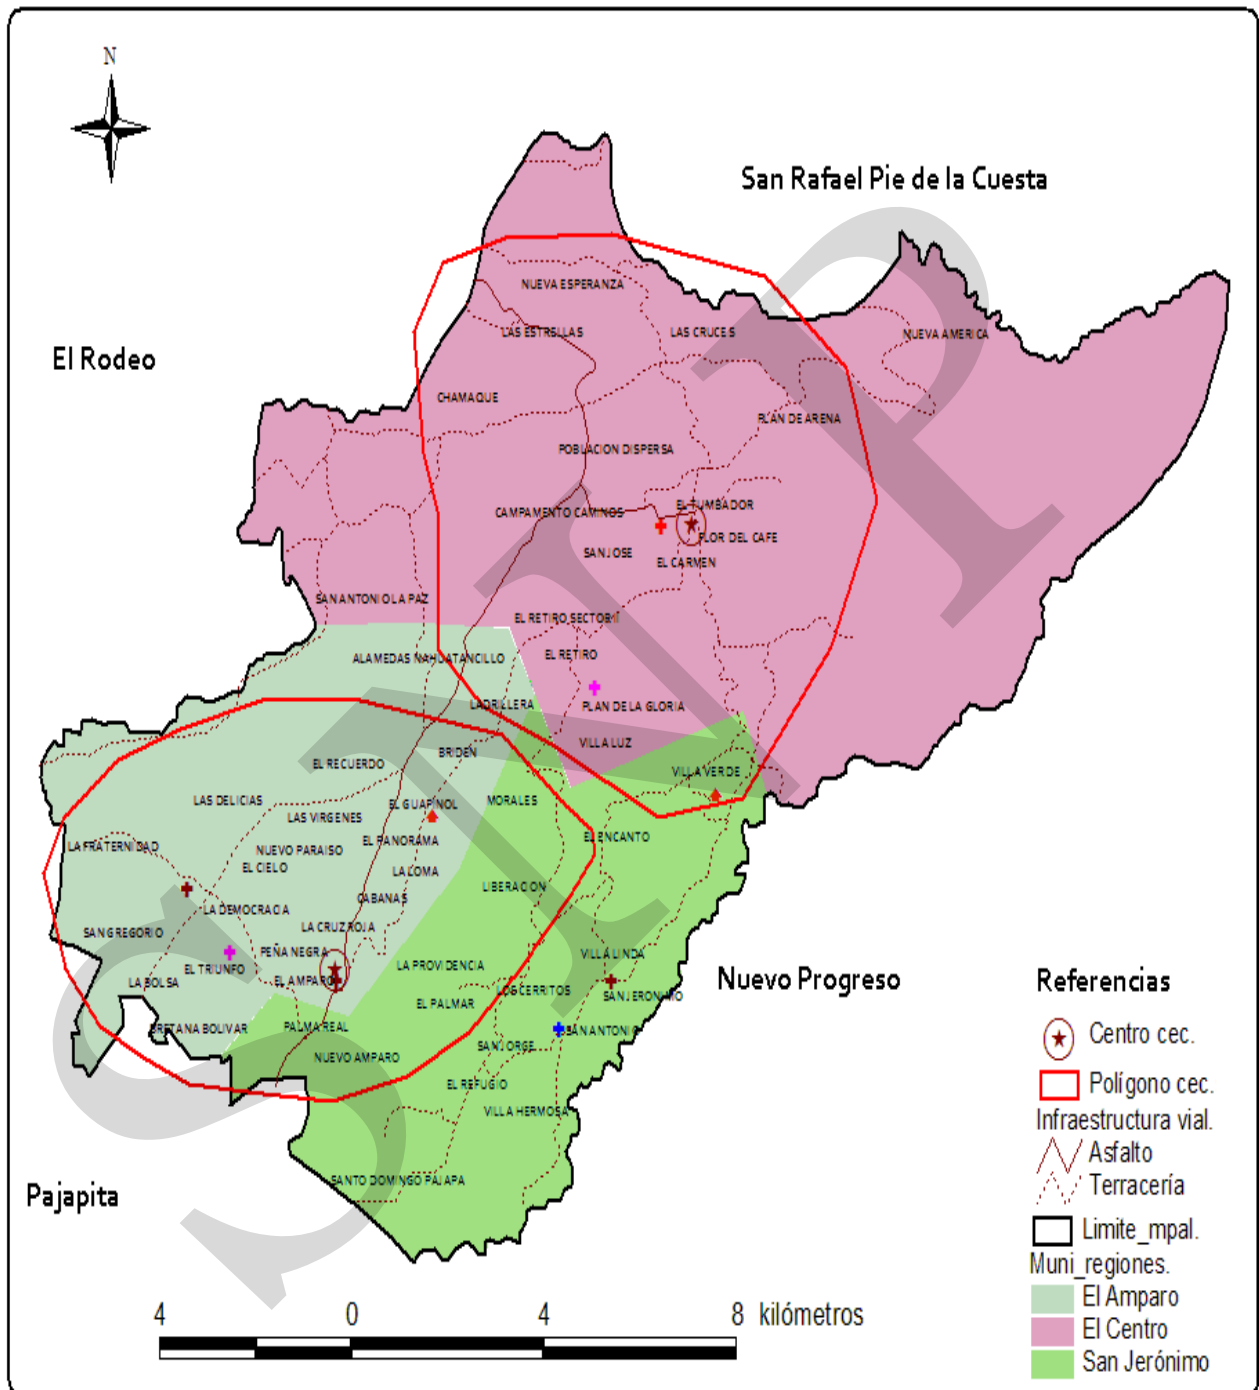 N
San Rafael Pie de la Cuesta
NUEVA ESPERANZA
LAS ESTRELLAS
LAS CRUCES
NUEVA AMERICA
El Rodeo
CHAMAQUE
PLAN DE ARENA
POBLACION DISPERSA
CAMPAMENTO CAMINOS
EL TUMBADOR
FLOR DEL CAFE
SAN JOSE
EL CARMEN
SAN ANTONIO LA PAZ
EL RETIRO SECTOR II
EL RETIRO
ALAMEDAS NAHUATANCILLO
LADRILLERA
PLAN DE LA GLORIA
VILLA LUZ
BRIDEN
EL RECUERDO
VILLA VERDE
LAS DELICIAS
EL GUAPINOL
MORALES
LAS VIRGENES
EL PANORAMA
EL ENCANTO
LA FRATERNIDAD
NUEVO PARAISO
EL CIELO
LA LOMA
LIBERACION
CABANAS
LA DEMOCRACIA
LA CRUZ ROJA
SAN GREGORIO
PEÑA NEGRA
VILLA LINDA
EL TRIUNFO
LA PROVIDENCIA
LA BOLSA
EL AMPARO
LOS CERRITOS
SAN JERONIMO
Nuevo Progreso
EL PALMAR
BRETANA BOLIVAR
PALMA REAL
SAN ANTONIO
SAN JORGE
NUEVO AMPARO
EL REFUGIO
VILLA HERMOSA
SANTO DOMINGO PAJAPA
Pajapita
Referencias
Centro cec.
Polígono cec.
Infraestructura vial.
Asfalto
Terracería
Limite_mpal.
Muni_regiones.
El Amparo
El Centro
San Jerónimo
4 0 4 8 kilómetros
SNIP